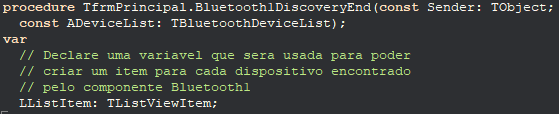 procedure TfrmPrincipal.Bluetooth1DiscoveryEnd(const Sender: TObject;
const ADeviceList: TBluetoothDeviceList);
var
// Declare uma variavel que sera usada para poder
// criar um item para cada dispositivo encontrado
// pelo componente Bluetooth1
LListItem: TListViewItem;